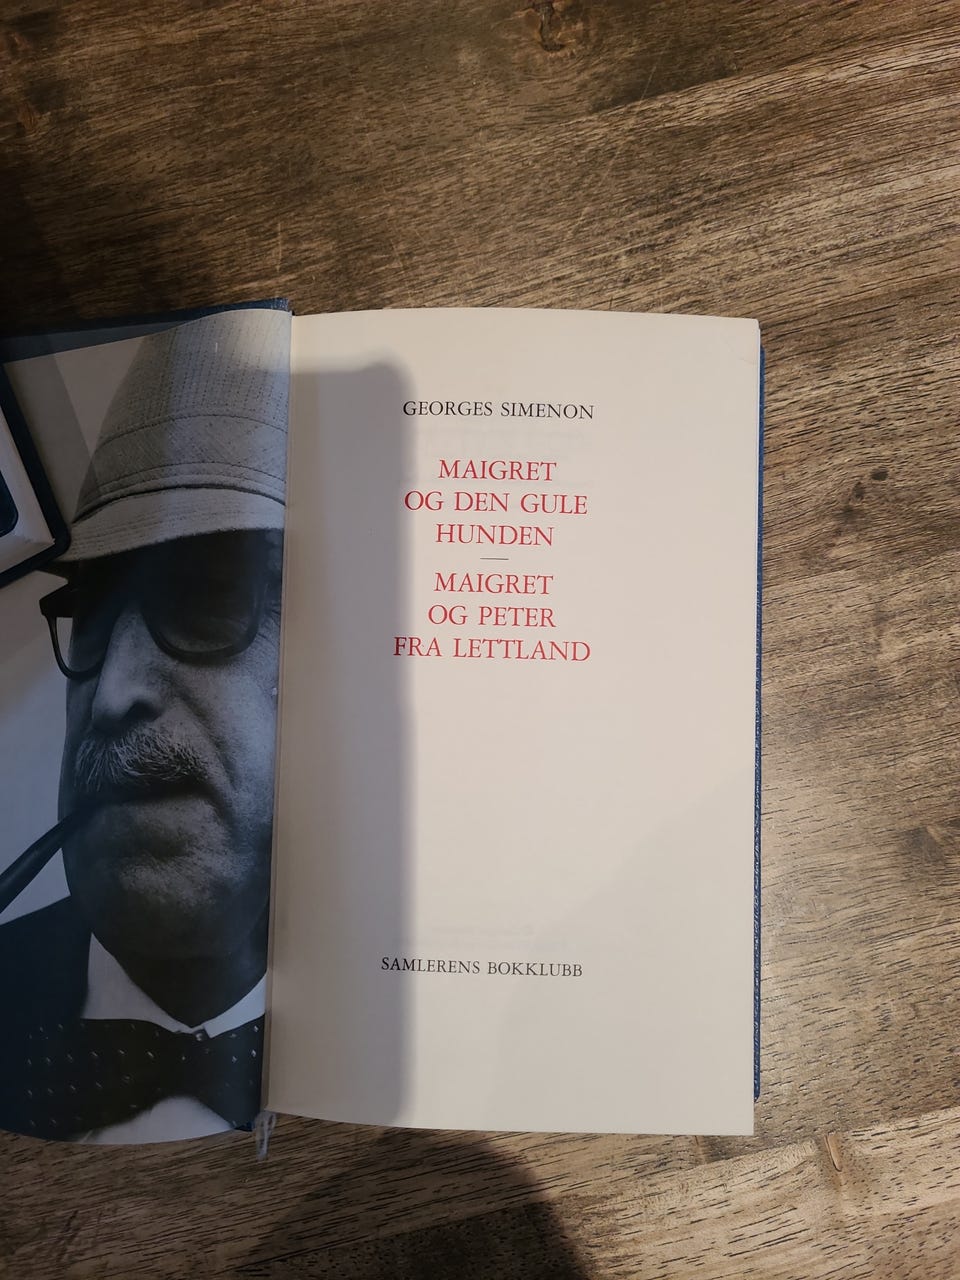 GEORGES SIMENON
MAIGRET
OG DEN GULE
HUNDEN
MAIGRET
OG PETER
FRA LETTLAND
SAMLERENS BOKKLUBB